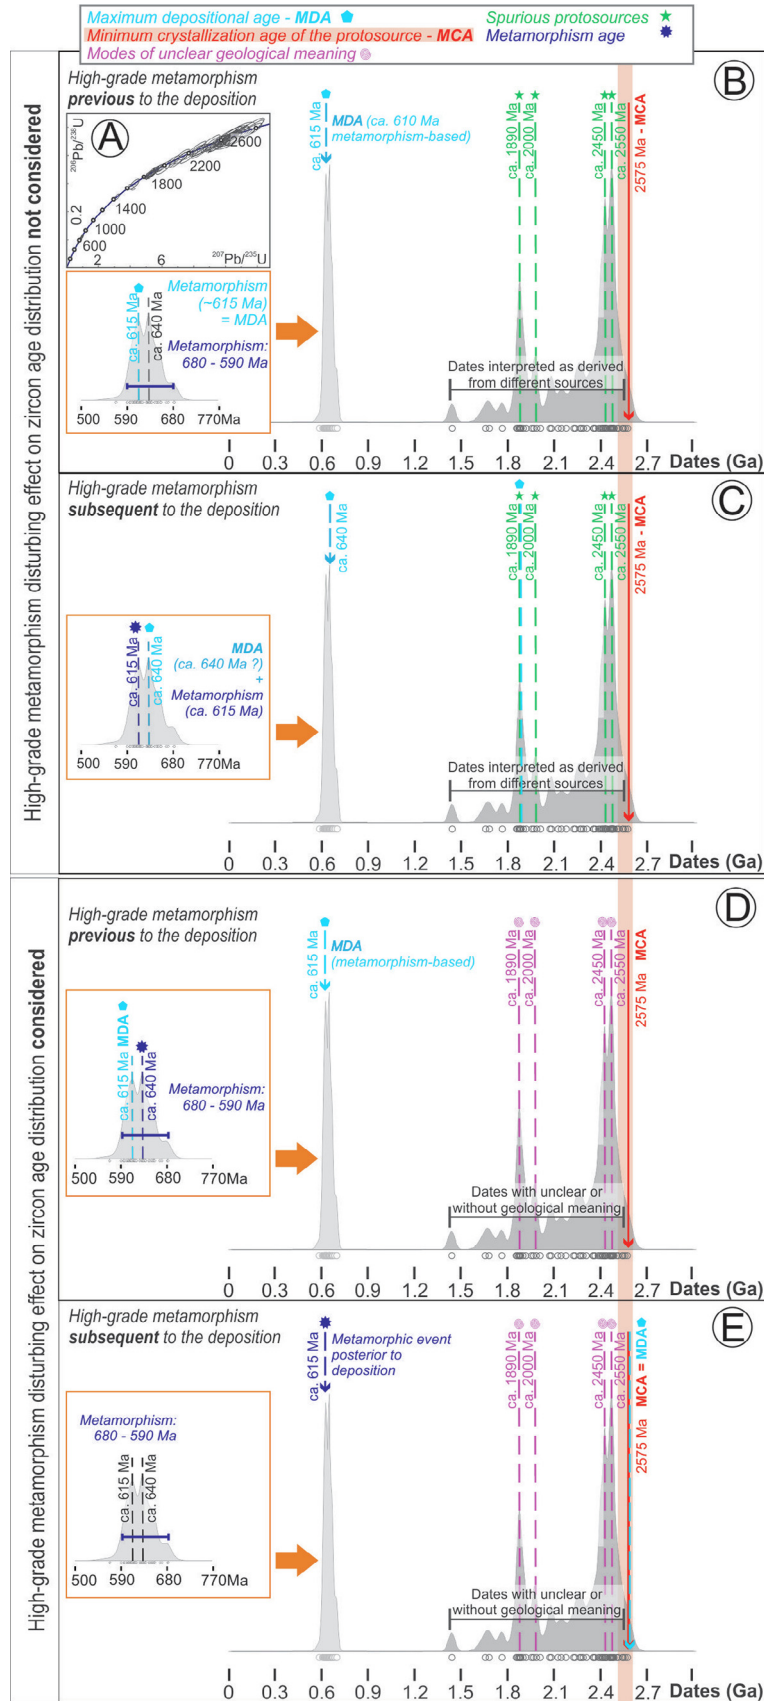 Maximum depositional age - MDA
Spurious protosources
Minimum crystallization age of the protosource - MCA
Metamorphism age
Modes of unclear geological meaning
High-grade metamorphism disturbing effect on zircon age distribution not considered
High-grade metamorphism
previous to the deposition
B
A
206Pb/238U
0.2
2600
2200
1800
1400
1000
600
2
6
207Pb/235U
ca. 615 Ma
MDA (ca. 610 Ma
metamorphism-based)
ca. 1890 Ma
ca. 2000 Ma
ca. 2450 Ma
ca. 2550 Ma
2575 Ma - MCA
ca. 615 Ma
ca. 640 Ma
Metamorphism
(~615 Ma)
= MDA
Metamorphism:
680 - 590 Ma
500 590 680 770Ma
Dates interpreted as derived
from different sources
0 0.6 0.9 1.2 1.5 1.8 2.1 2.4 2.7 Dates (Ga)
High-grade metamorphism
subsequent to the deposition
C
ca. 640 Ma
ca. 1890 Ma
ca. 2000 Ma
ca. 2450 Ma
ca. 2550 Ma
2575 Ma - MCA
ca. 615 Ma
ca. 640 Ma
MDA
(ca. 640 Ma ?)
+
Metamorphism
(ca. 615 Ma)
500 590 680 770Ma
Dates interpreted as derived
from different sources
0 0.6 0.9 1.2 1.5 1.8 2.1 2.4 2.7 Dates (Ga)
High-grade metamorphism disturbing effect on zircon age distribution considered
High-grade metamorphism
previous to the deposition
D
ca. 615 Ma
MDA
(metamorphism-based)
ca. 1890 Ma
ca. 2000 Ma
ca. 2450 Ma
ca. 2550 Ma
2575 Ma MCA
ca. 615 Ma MDA
ca. 640 Ma
Metamorphism:
680 - 590 Ma
500 590 680 770Ma
Dates with unclear or
without geological meaning
0 0.3 0.6 0.9 1.2 1.5 1.8 2.1 2.4 2.7 Dates (Ga)
High-grade metamorphism
subsequent to the deposition
E
ca. 615 Ma
Metamorphic event
posterior to
deposition
ca. 1890 Ma
ca. 2000 Ma
ca. 2450 Ma
ca. 2550 Ma
2575 Ma MCA = MDA
Metamorphism:
680 - 590 Ma
ca. 615 Ma
ca. 640 Ma
500 590 680 770Ma
Dates with unclear or
without geological meaning
0 0.3 0.6 0.9 1.2 1.5 1.8 2.1 2.4 2.7 Dates (Ga)